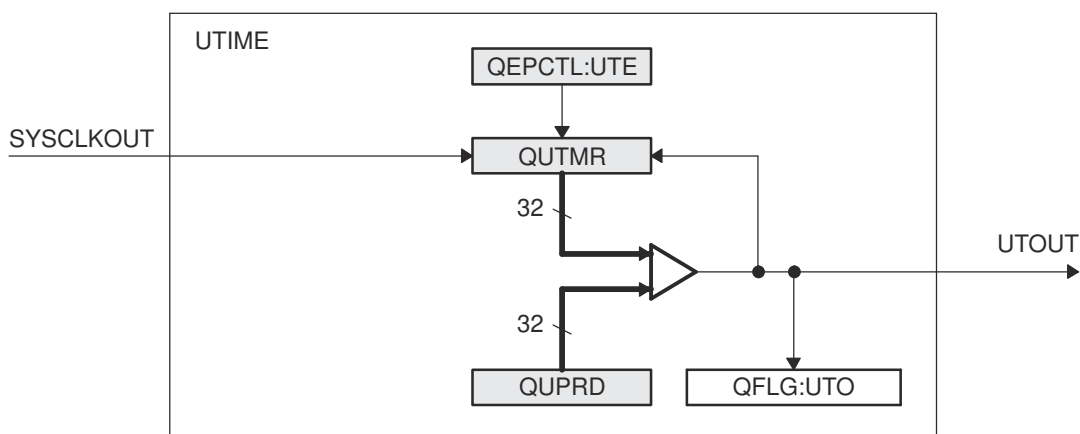 UTIME
QEPCTL:UTE
SYSCLKOUT
QUTMR
32
UTOUT
32
QUPRD
QFLG:UTO